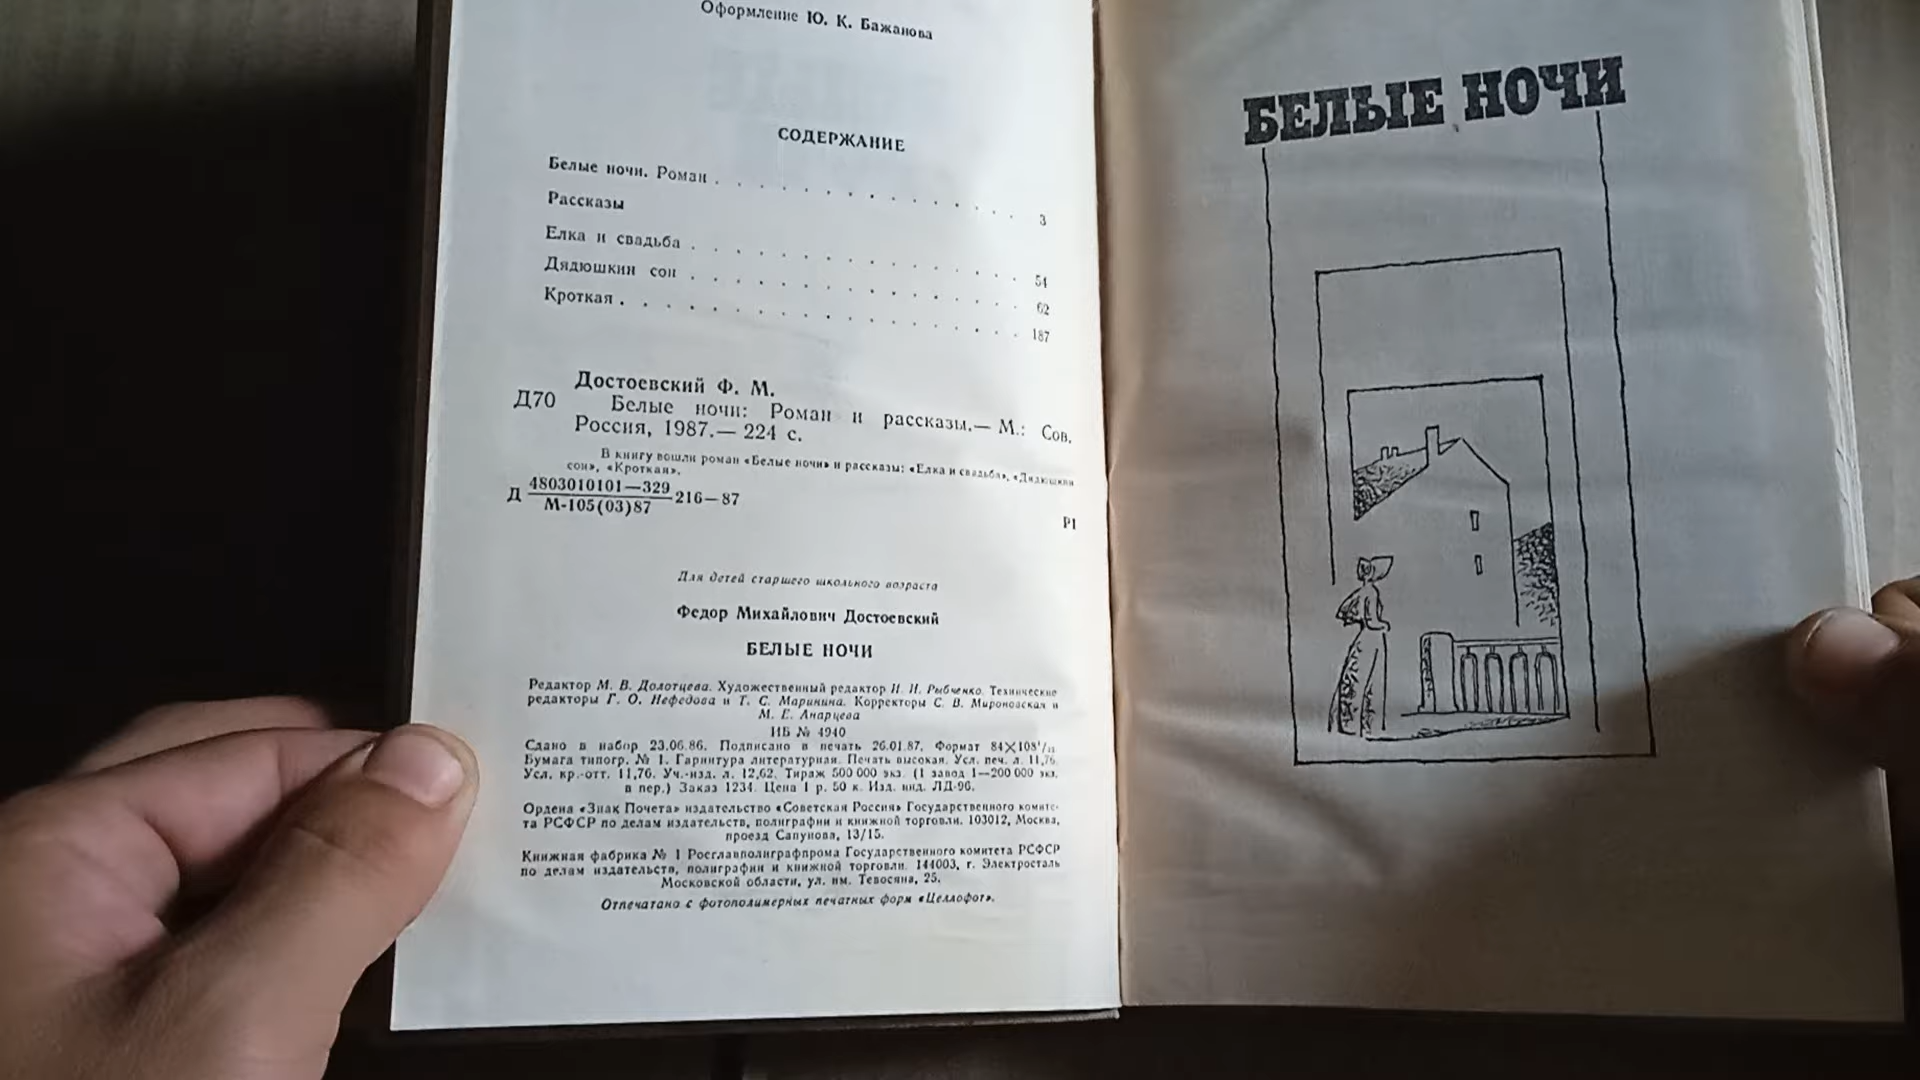 Оформление Ю. К. Бажанова
СОДЕРЖАНИЕ
Белые ночи. Роман . . . . . . . . . . . . . . 3
Рассказы
Елка и свадьба . . . . . . . . . . . . . . . 54
Дядюшкин сон . . . . . . . . . . . . . . . 62
Кроткая . . . . . . . . . . . . . . . . . . 187
Достоевский Ф. М.
Д70 Белые ночи: Роман и рассказы.— М.: Сов.
Россия, 1987.— 224 с.
В книгу вошли роман «Белые ночи» и рассказы: «Елка и свадьба», «Дядюшкин
сон», «Кроткая».
Д 4803010101—329 216—87
М-105(03)87
Р1
Для детей старшего школьного возраста
Федор Михайлович Достоевский
БЕЛЫЕ НОЧИ
Редактор М. В. Долотцева. Художественный редактор И. И. Рыбченко. Технические
редакторы Г. О. Нефедова и Т. С. Маринина. Корректоры С. В. Мироновская и
М. Е.
ИБ № 4940
Сдано в набор 23.06.86. Подписано в печать 26.01.87. Формат 84×108¹/
Бумага типогр. № 1. Гарнитура литературная. Печать высокая. Усл. печ. л. 11,76.
Усл. кр.-отт. 11,76. Уч.-изд. л. 12,62. Тираж 500 000 экз. (1 завод 1—200 000 экз.
в пер.) Заказ 1234. Цена 1 р. 50 к. Изд. инд. ЛД-96.
Ордена «Знак Почета» издательство «Советская Россия» Государственного комите-
та РСФСР по делам издательств, полиграфии и книжной торговли. 103012, Москва,
проезд Сапунова, 13/15.
Книжная фабрика № 1 Росглавполиграфпрома Государственного комитета РСФСР
по делам издательств, полиграфии и книжной торговли. 144003, г. Электросталь
Московской области, ул. им. Тевосяна, 25.
Отпечатано с фотополимерных печатных форм «Целлофот».
БЕЛЫЕ НОЧИ